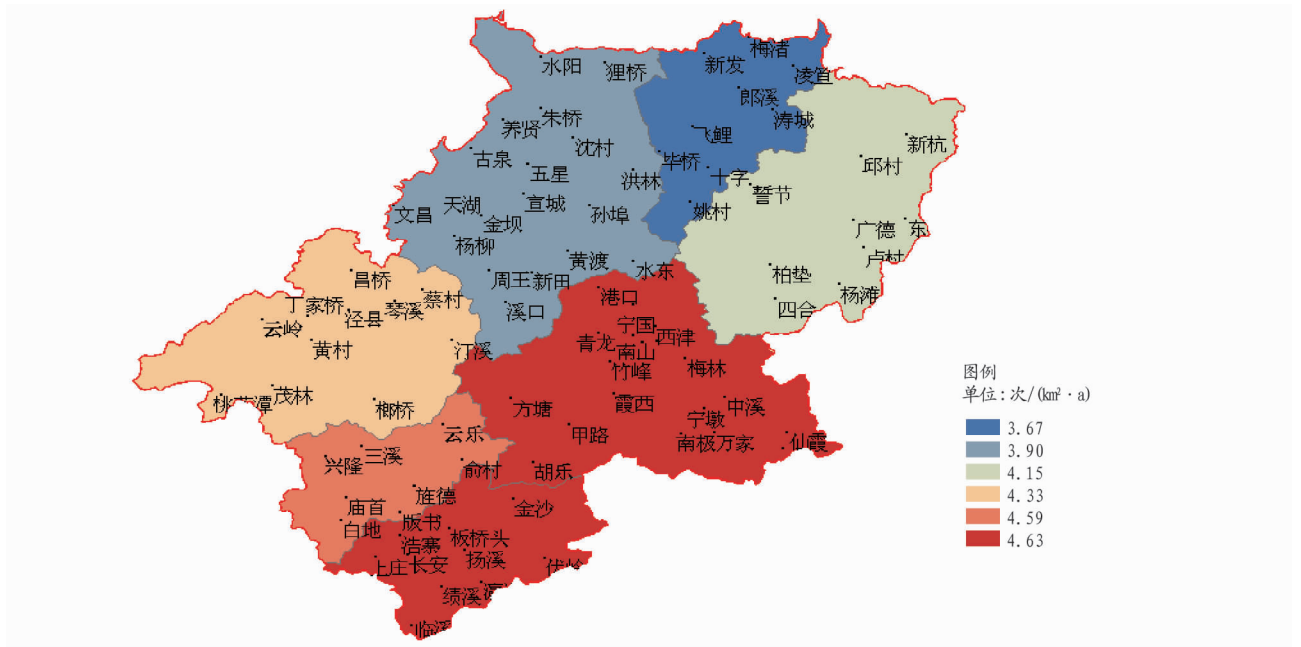 梅渚
新发
水阳
狸桥
凌笪
郎溪
朱桥
涛城
养贤
飞鲤
沈村
新杭
古泉
毕桥
邱村
五星
洪林
十字
誓节
天湖
宣城
文昌
孙埠
姚村
金坝
广德
东
杨柳
卢村
黄渡
水东
柏垫
昌桥
周王
新田
蔡村
港口
杨滩
丁家桥
琴溪
溪口
四合
泾县
云岭
宁国
西津
黄村
汀溪
青龙
南山
竹峰
梅林
茂林
桃花潭
榔桥
方塘
霞西
中溪
宁墩
云乐
甲路
南极
万家
仙霞
三溪
兴隆
俞村
胡乐
旌德
庙首
金沙
版书
白地
板桥头
浩寨
扬溪
上庄
长安
伏岭
绩溪
临溪
图例
单位:次/(km²·a)
3.67
3.90
4.15
4.33
4.59
4.63